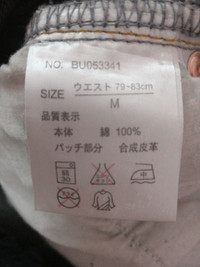 NO. BU053341
SIZE ウエスト 79~83cm
M
品質表示
本体 綿 100%
パッチ部分 合成皮革